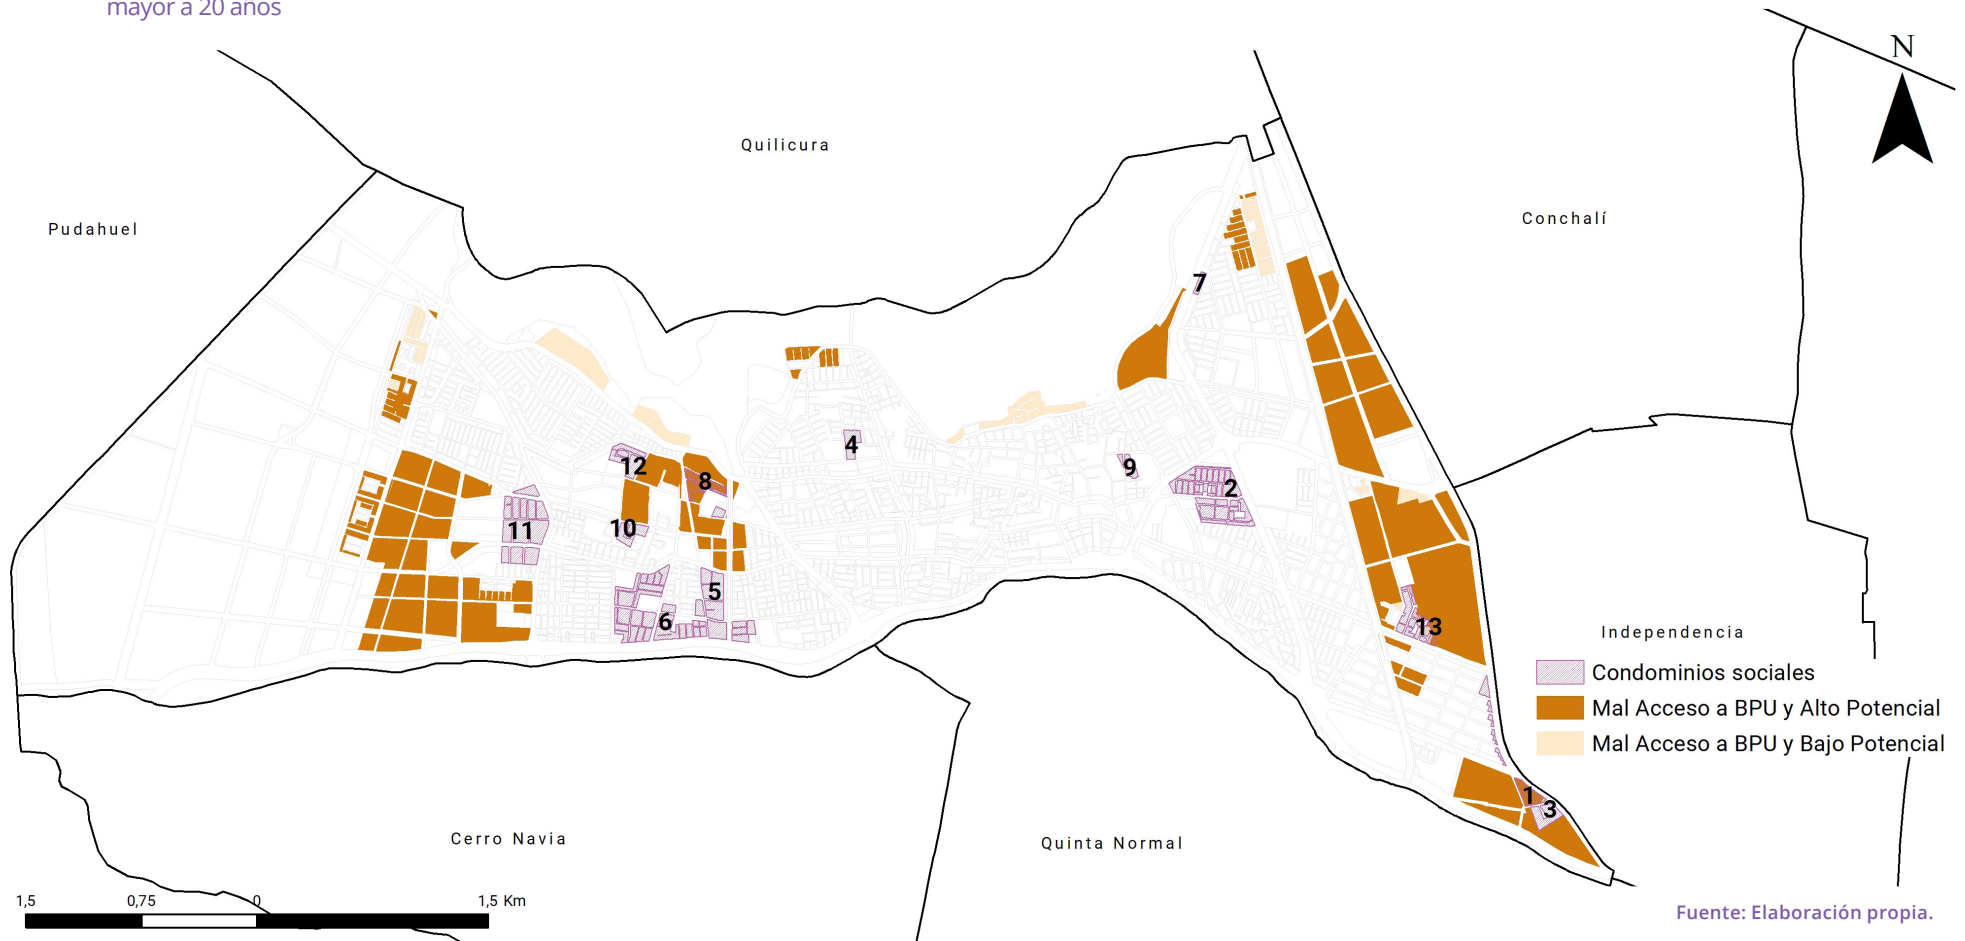 mayor a 20 años
N
Quilicura
Conchalí
Pudahuel
7
4
12
8
9
2
11
10
5
6
13
Independencia
Condominios sociales
Mal Acceso a BPU y Alto Potencial
Mal Acceso a BPU y Bajo Potencial
1
3
Cerro Navia
Quinta Normal
1,5 0,75 0 1,5 Km
Fuente: Elaboración propia.